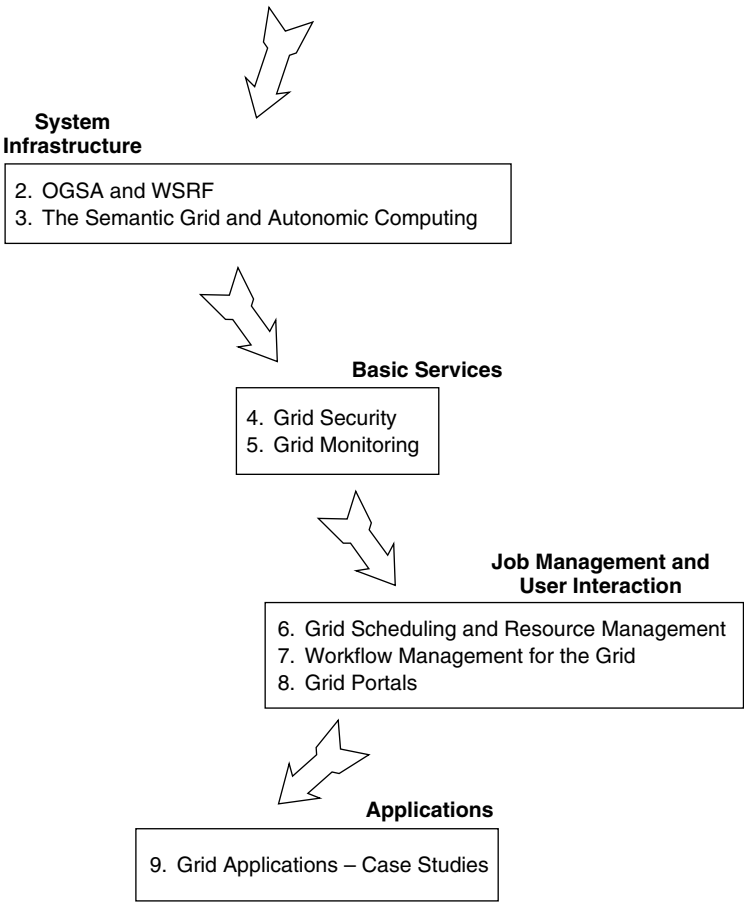 System
Infrastructure
2. OGSA and WSRF
3. The Semantic Grid and Autonomic Computing
Basic Services
4. Grid Security
5. Grid Monitoring
Job Management and
User Interaction
6. Grid Scheduling and Resource Management
7. Workflow Management for the Grid
8. Grid Portals
Applications
9. Grid Applications – Case Studies